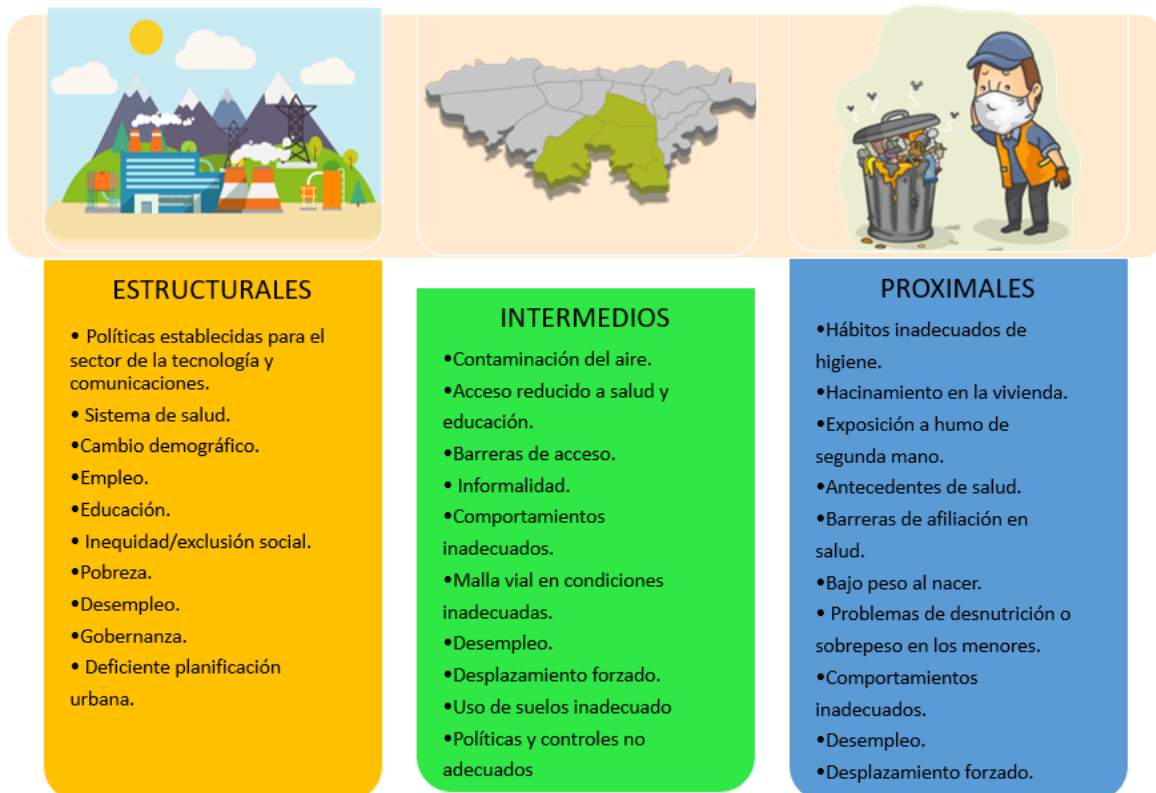 ESTRUCTURALES
• Políticas establecidas para el
sector de la tecnología y
comunicaciones.
• Sistema de salud.
•Cambio demográfico.
•Empleo.
•Educación.
• Inequidad/exclusión social.
•Pobreza.
•Desempleo.
•Gobernanza.
• Deficiente planificación
urbana.
INTERMEDIOS
•Contaminación del aire.
•Acceso reducido a salud y
educación.
•Barreras de acceso.
• Informalidad.
•Comportamientos
inadecuados.
•Malla vial en condiciones
inadecuadas.
•Desempleo.
•Desplazamiento forzado.
•Uso de suelos inadecuado
•Políticas y controles no
adecuados
PROXIMALES
•Hábitos inadecuados de
higiene.
•Hacinamiento en la vivienda.
•Exposición a humo de
segunda mano.
•Antecedentes de salud.
•Barreras de afiliación en
salud.
•Bajo peso al nacer.
• Problemas de desnutrición o
sobrepeso en los menores.
•Comportamientos
inadecuados.
•Desempleo.
•Desplazamiento forzado.